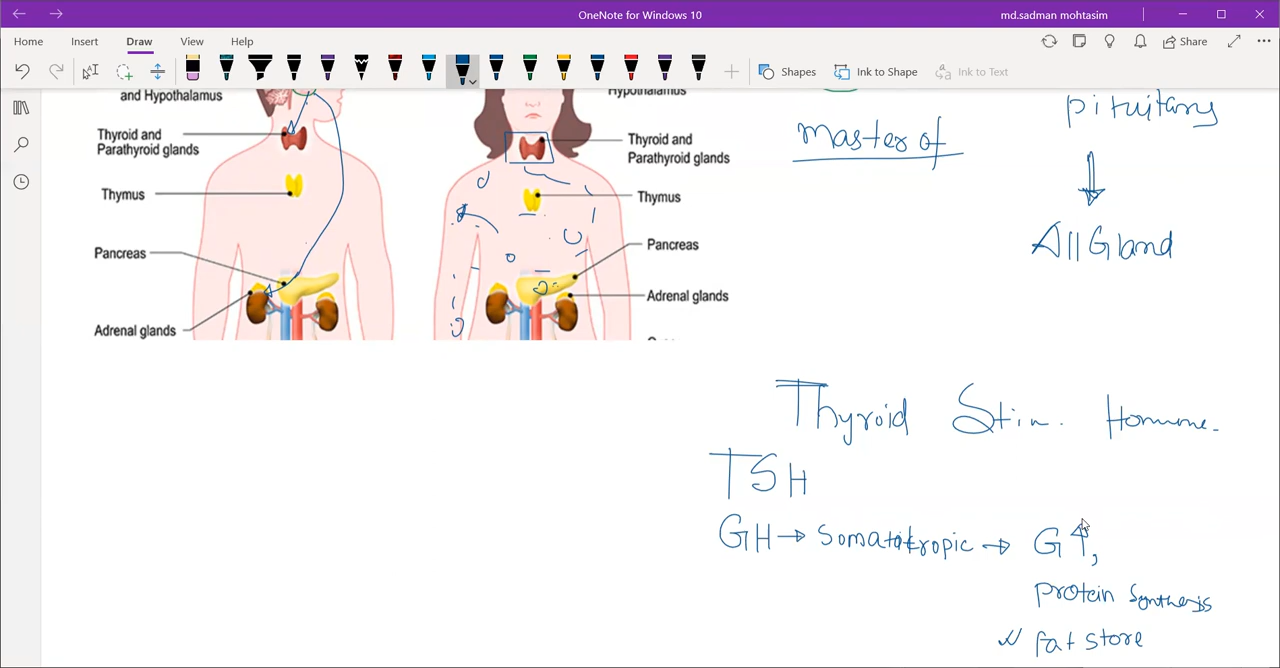 OneNote for Windows 10
md.sadman mohtasim
Home Insert Draw View Help
Share
Shapes
Ink to Shape
Ink to Text
and Hypothalamus
Thyroid and
Parathyroid glands
Thymus
Pancreas
Adrenal glands
Hypothalamus
Thyroid and
Parathyroid glands
Thymus
Pancreas
Adrenal glands
master of
pituitary
All Gland
Thyroid Stim. Hormone.
TSH
GH → Somatotropic → G↑,
protein synthesis
fat store